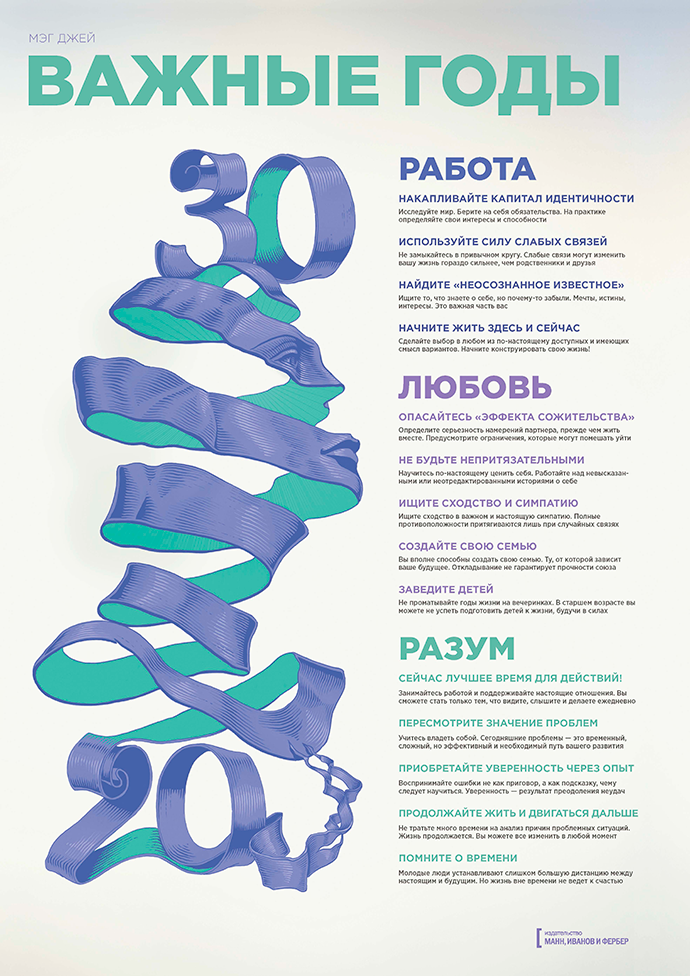 МЭГ ДЖЕЙ
ВАЖНЫЕ ГОДЫ
30
20
РАБОТА
НАКАПЛИВАЙТЕ КАПИТАЛ ИДЕНТИЧНОСТИ
Исследуйте мир. Берите на себя обязательства. На практике
определяйте свои интересы и способности
ИСПОЛЬЗУЙТЕ СИЛУ СЛАБЫХ СВЯЗЕЙ
Не замыкайтесь в привычном кругу. Слабые связи могут изменить
вашу жизнь гораздо сильнее, чем родственники и друзья
НАЙДИТЕ «НЕОСОЗНАННОЕ ИЗВЕСТНОЕ»
Ищите то, что знаете о себе, но почему-то забыли. Мечты, истины,
интересы. Это важная часть вас
НАЧНИТЕ ЖИТЬ ЗДЕСЬ И СЕЙЧАС
Сделайте выбор в любом из по-настоящему доступных и имеющих
смысл вариантов. Начните конструировать свою жизнь!
ЛЮБОВЬ
ОПАСАЙТЕСЬ «ЭФФЕКТА СОЖИТЕЛЬСТВА»
Определите серьезность намерений партнера, прежде чем жить
вместе. Предусмотрите ограничения, которые могут помешать уйти
НЕ БУДЬТЕ НЕПРИТЯЗАТЕЛЬНЫМИ
Научитесь по-настоящему ценить себя. Работайте над невысказан-
ными или неотредактированными историями о себе
ИЩИТЕ СХОДСТВО И СИМПАТИЮ
Ищите сходство в важном и настоящую симпатию. Полные
противоположности притягиваются лишь при случайных связях
СОЗДАЙТЕ СВОЮ СЕМЬЮ
Вы вполне способны создать свою семью. Ту, от которой зависит
ваше будущее. Откладывание не гарантирует прочности союза
ЗАВЕДИТЕ ДЕТЕЙ
Не проматывайте годы жизни на вечеринках. В старшем возрасте вы
можете не успеть подготовить детей к жизни, будучи в силах
РАЗУМ
СЕЙЧАС ЛУЧШЕЕ ВРЕМЯ ДЛЯ ДЕЙСТВИЙ!
Занимайтесь работой и поддерживайте настоящие отношения. Вы
сможете стать только тем, что видите, слышите и делаете ежедневно
ПЕРЕСМОТРИТЕ ЗНАЧЕНИЕ ПРОБЛЕМ
Учитесь владеть собой. Сегодняшние проблемы — это временный,
сложный, но эффективный и необходимый путь вашего развития
ПРИОБРЕТАЙТЕ УВЕРЕННОСТЬ ЧЕРЕЗ ОПЫТ
Воспринимайте ошибки не как приговор, а как подсказку, чему
следует научиться. Уверенность — результат преодоления неудач
ПРОДОЛЖАЙТЕ ЖИТЬ И ДВИГАТЬСЯ ДАЛЬШЕ
Не тратьте много времени на анализ причин проблемных ситуаций.
Жизнь продолжается. Вы можете все изменить в любой момент
ПОМНИТЕ О ВРЕМЕНИ
Молодые люди устанавливают слишком большую дистанцию между
настоящим и будущим. Но жизнь вне времени не ведет к счастью
издательство
МАНН, ИВАНОВ И ФЕРБЕР